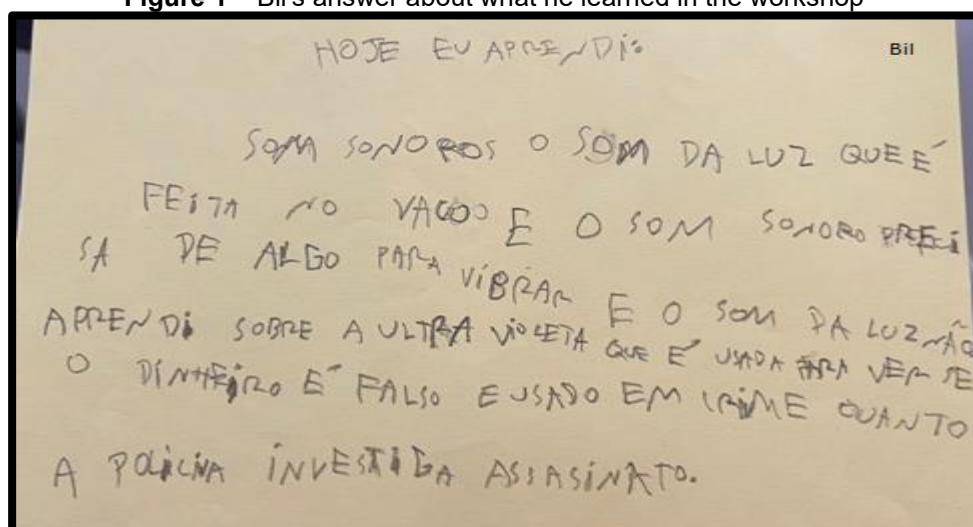 Figure 1 – Bil's answer about what he learned in the workshop
Bil
HOJE EU APRENDI:
SOM SONOROS O SOM DA LUZ QUE É
FEITA NO VACOO E O SOM SONORO PRECI
SA DE ALGO PARA VIBRAR E O SOM DA LUZ NÃO
APRENDI SOBRE A ULTRA VIOLETA QUE É USADA PARA VER SE
O DINHEIRO É FALSO E USADO EM CRIME QUANTO
A POLICIA INVESTIGA ASSASINATO.